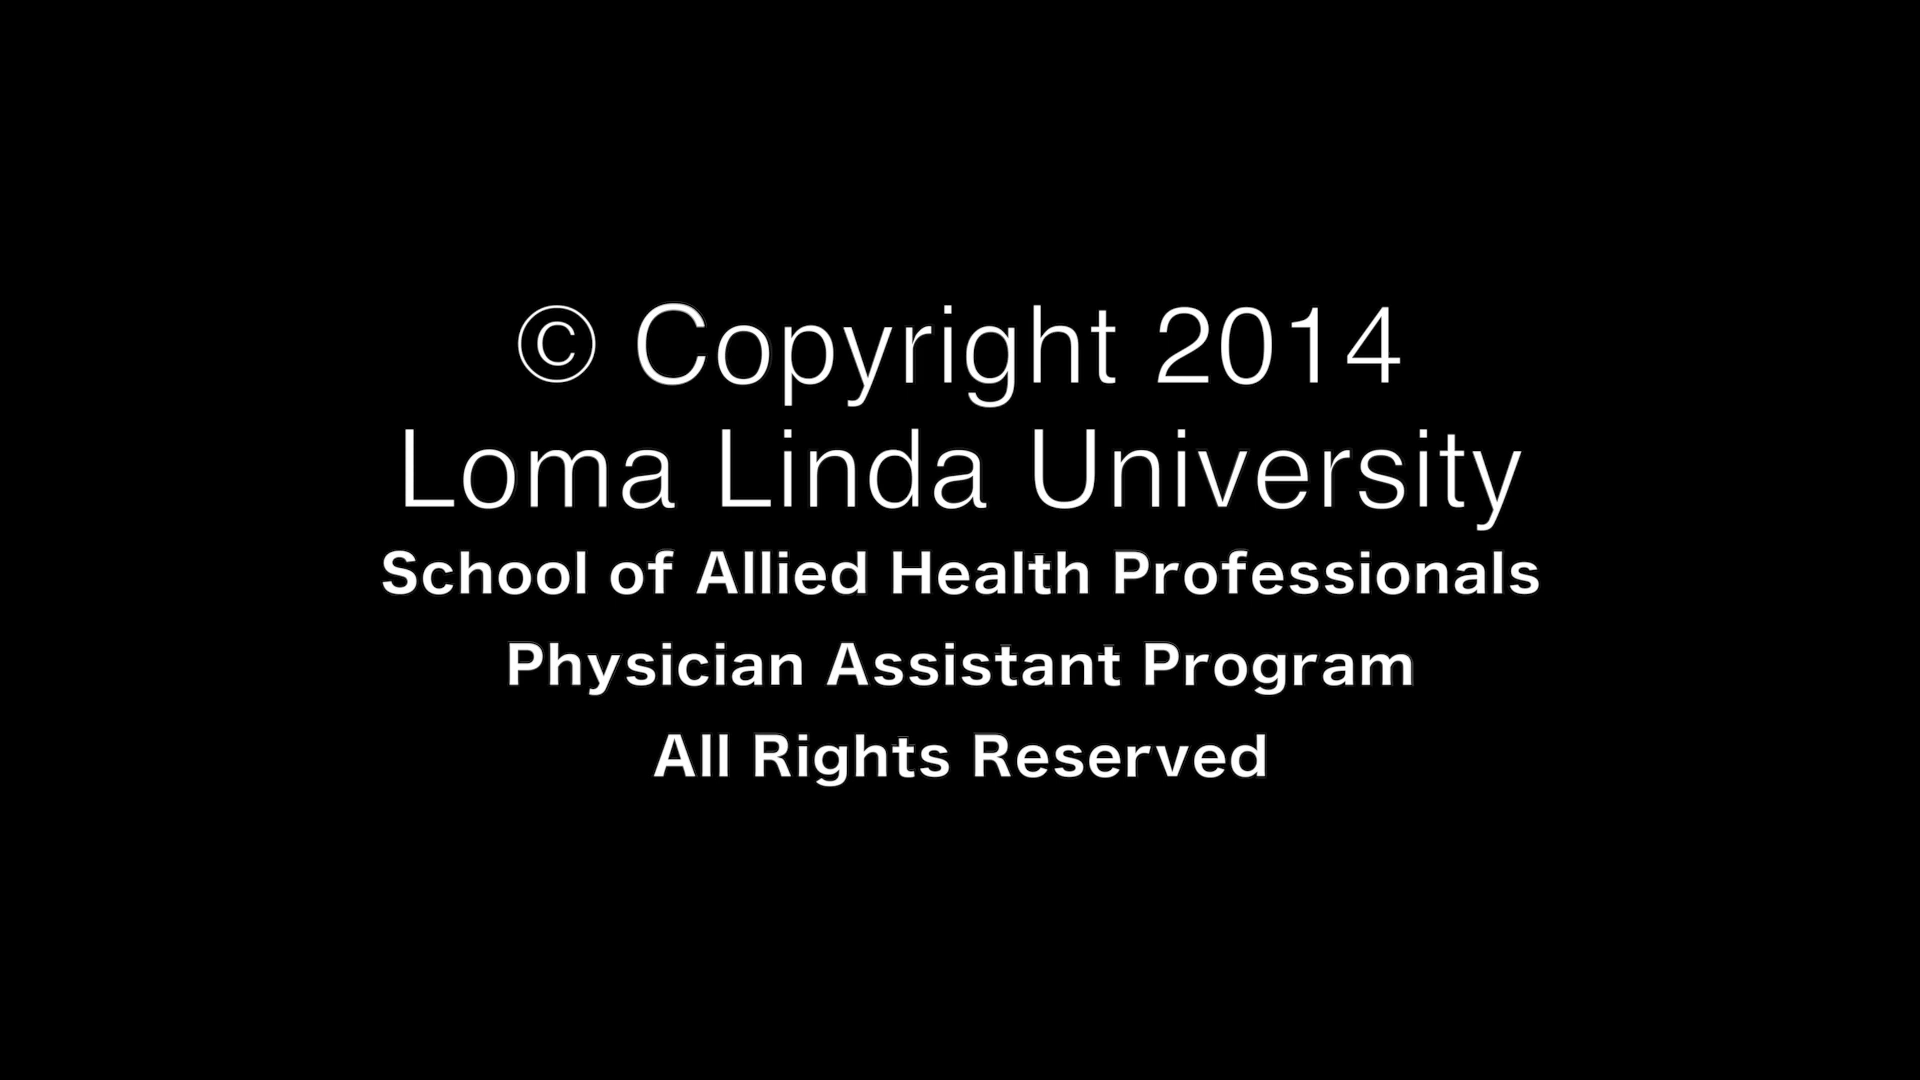 © Copyright 2014
Loma Linda University
School of Allied Health Professionals
Physician Assistant Program
All Rights Reserved